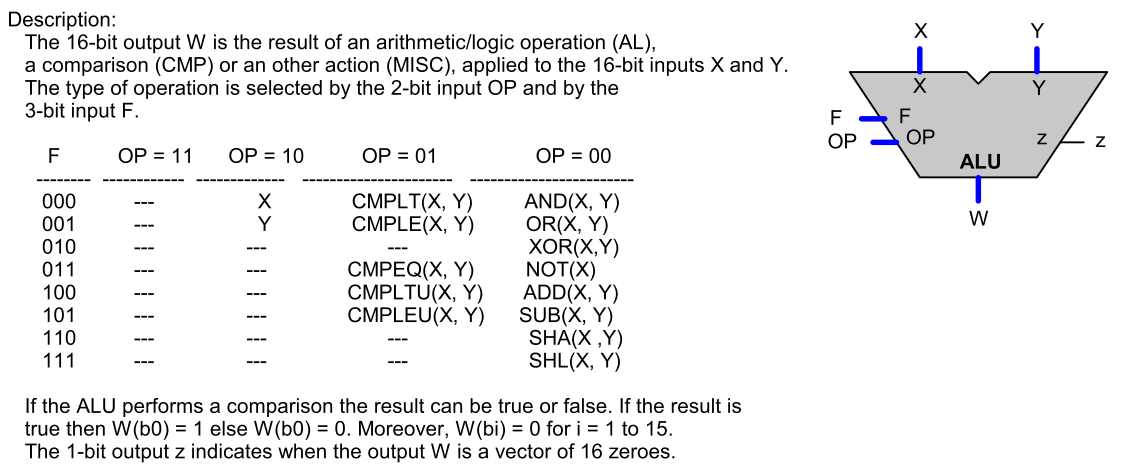 Description:
The 16-bit output W is the result of an arithmetic/logic operation (AL),
a comparison (CMP) or an other action (MISC), applied to the 16-bit inputs X and Y.
The type of operation is selected by the 2-bit input OP and by the
3-bit input F.
F OP = 11 OP = 10 OP = 01 OP = 00
-------- ------------ ------------- ---------------------- ------------------------
000 --- X CMPLT(X, Y) AND(X, Y)
001 --- Y CMPLE(X, Y) OR(X, Y)
010 --- --- --- XOR(X,Y)
011 --- --- CMPEQ(X, Y) NOT(X)
100 --- --- CMPLTU(X, Y) ADD(X, Y)
101 --- --- CMPLEU(X, Y) SUB(X, Y)
110 --- --- --- SHA(X ,Y)
111 --- --- --- SHL(X, Y)
If the ALU performs a comparison the result can be true or false. If the result is
true then W(b0) = 1 else W(b0) = 0. Moreover, W(bi) = 0 for i = 1 to 15.
The 1-bit output z indicates when the output W is a vector of 16 zeroes.
X Y
X Y
F F
OP OP z z
ALU
W